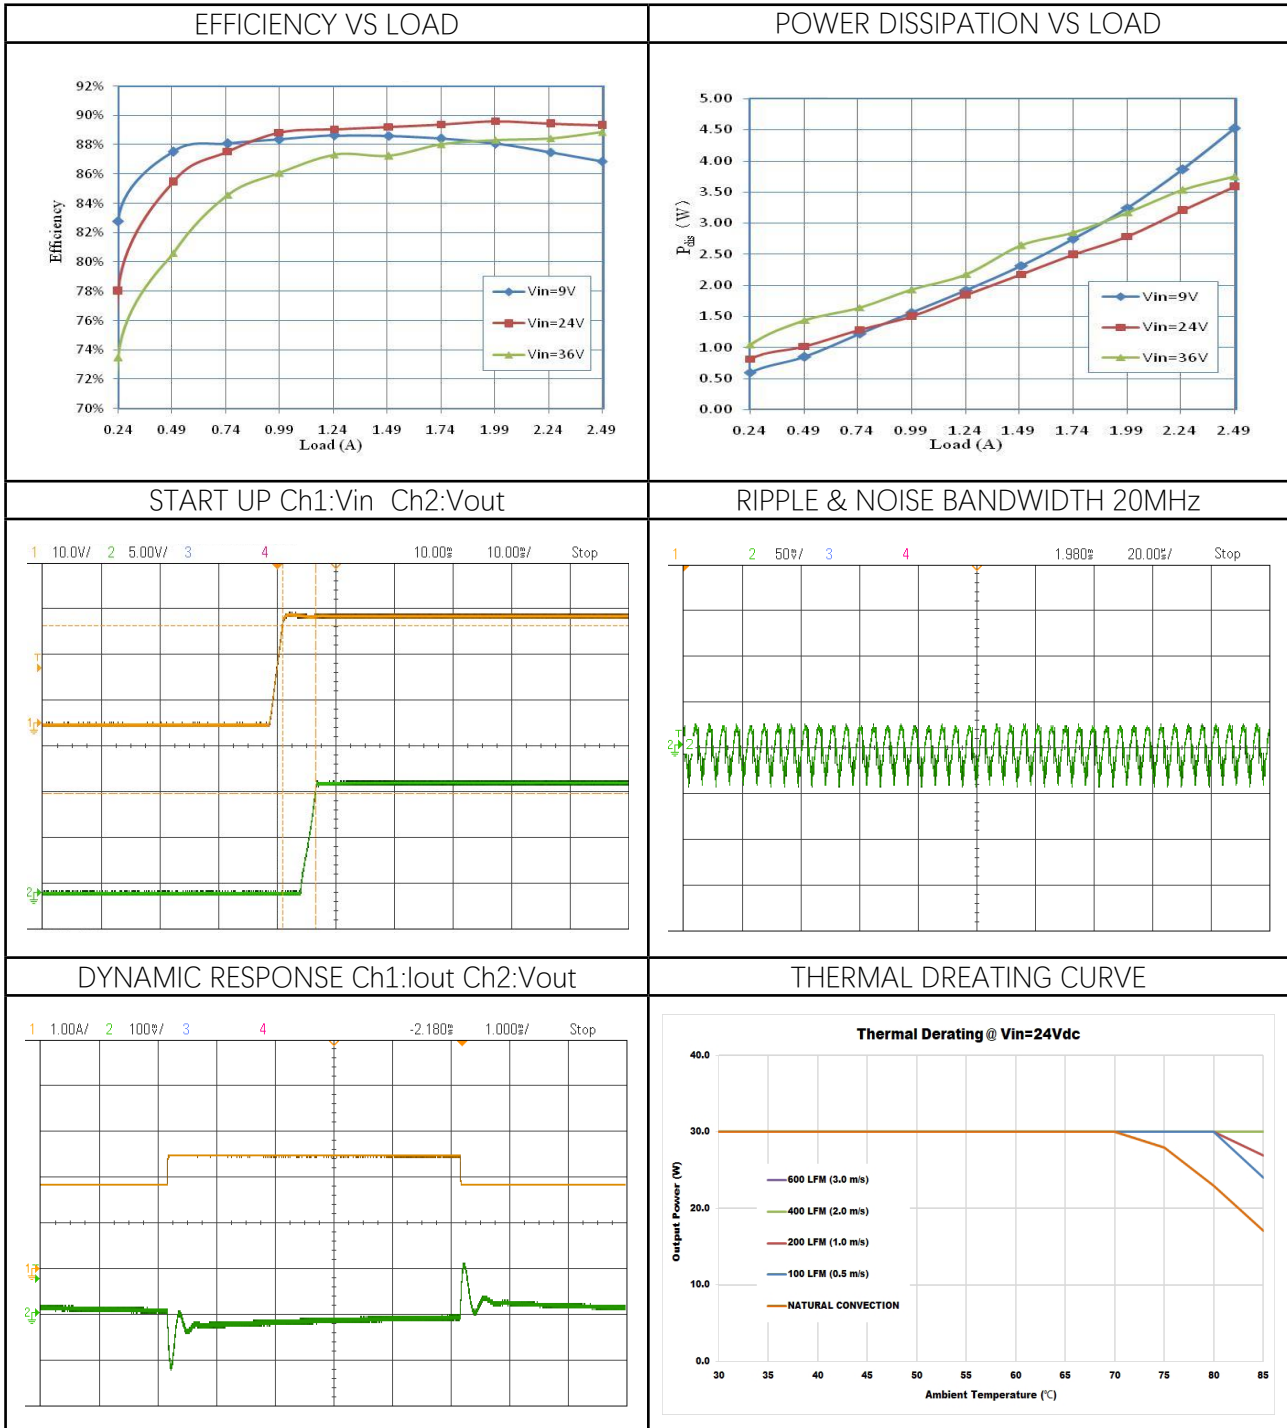 EFFICIENCY VS LOAD
POWER DISSIPATION VS LOAD
92%
90%
88%
86%
84%
82%
80%
78%
76%
74%
72%
70%
Efficiency
Vin=9V
Vin=24V
Vin=36V
0.24 0.49 0.74 0.99 1.24 1.49 1.74 1.99 2.24 2.49
Load (A)
5.00
4.50
4.00
3.50
3.00
2.50
2.00
1.50
1.00
0.50
0.00
Pdis (W)
Vin=9V
Vin=24V
Vin=36V
0.24 0.49 0.74 0.99 1.24 1.49 1.74 1.99 2.24 2.49
Load (A)
START UP Ch1:Vin Ch2:Vout
RIPPLE & NOISE BANDWIDTH 20MHz
1 10.0V/ 2 5.00V/ 3 4 Stop
T
1
2
1 2 3 4 Stop
T
2 2
DYNAMIC RESPONSE Ch1:Iout Ch2:Vout
THERMAL DREATING CURVE
1 1.00A/ 2 3 4 Stop
1
2
Thermal Derating @ Vin=24Vdc
40.0
30.0
20.0
10.0
0.0
Output Power (W)
600 LFM (3.0 m/s)
400 LFM (2.0 m/s)
200 LFM (1.0 m/s)
100 LFM (0.5 m/s)
NATURAL CONVECTION
30 35 40 45 50 55 60 65 70 75 80 85
Ambient Temperature (℃)